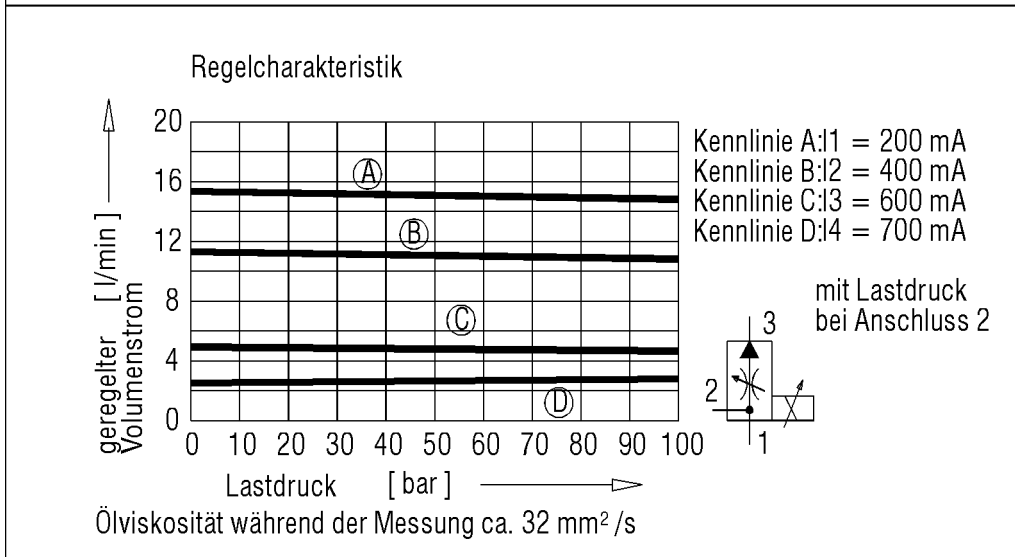 Regelcharakteristik
geregelter
Volumenstrom [ l/min ]
20
16
12
8
4
0
A
B
C
D
0 10 20 30 40 50 60 70 80 90 100
Lastdruck [ bar ]
Kennlinie A:I1 = 200 mA
Kennlinie B:I2 = 400 mA
Kennlinie C:I3 = 600 mA
Kennlinie D:I4 = 700 mA
mit Lastdruck
bei Anschluss 2
3
2
1
Ölviskosität während der Messung ca. 32 mm²/s